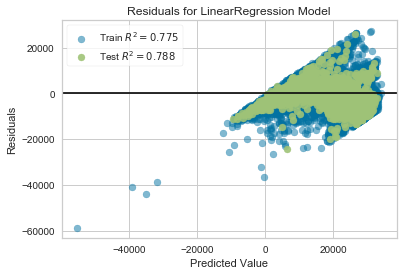 Residuals for LinearRegression Model
Train R² = 0.775
Test R² = 0.788
20000
0
−20000
−40000
−60000
Residuals
−40000
−20000
0
20000
Predicted Value